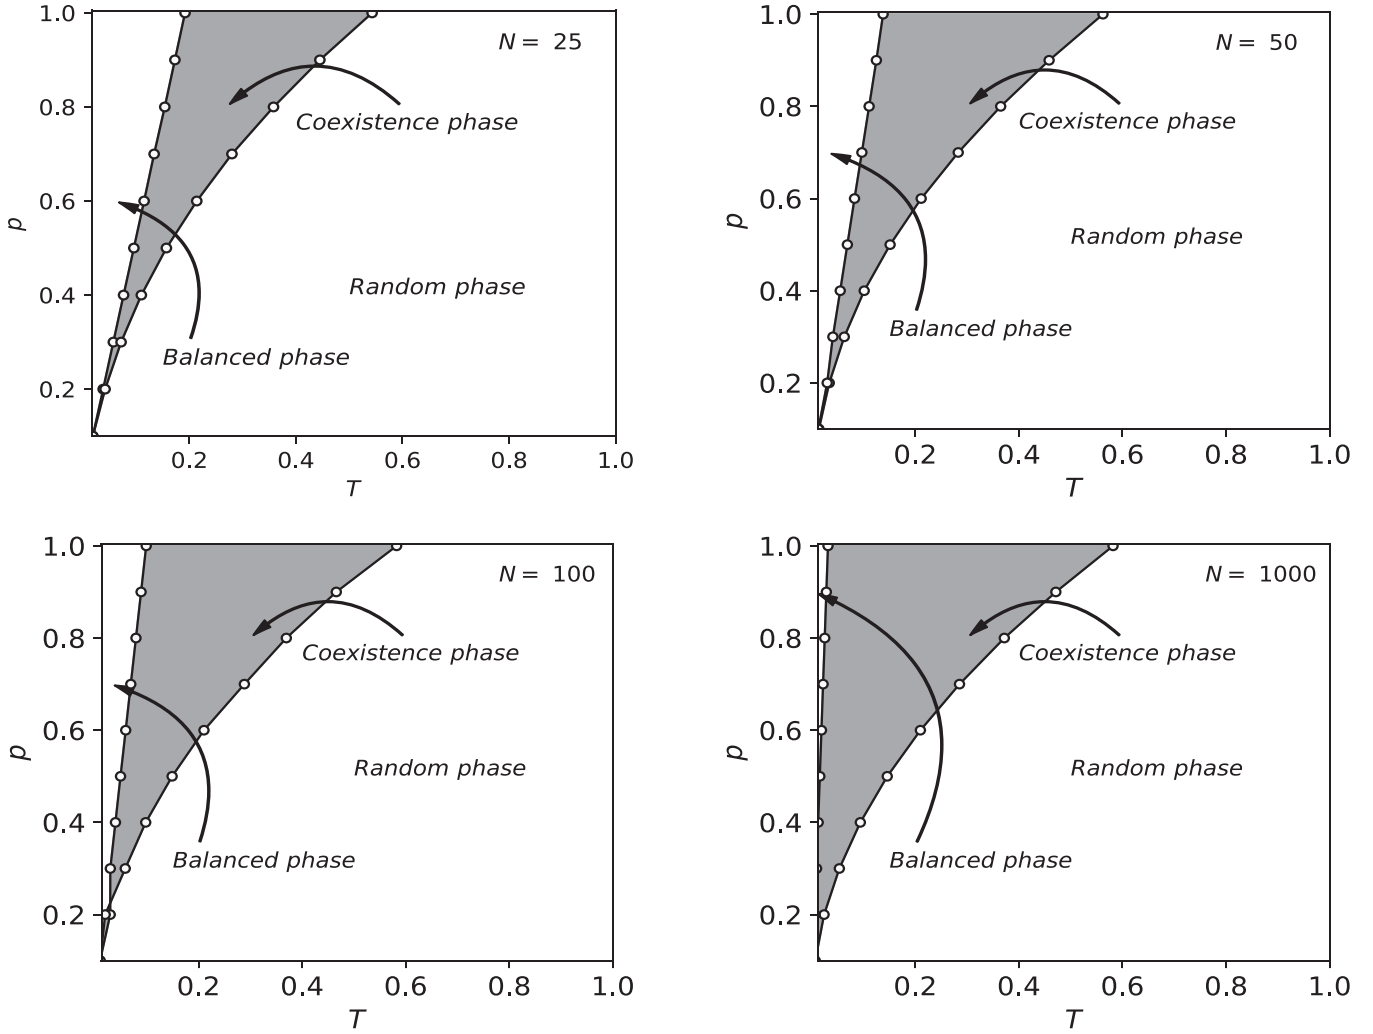 1.0
N = 25
0.8
Coexistence phase
0.6
p
Random phase
0.4
Balanced phase
0.2
0.2 0.4 0.6 0.8 1.0
T
1.0
N = 50
0.8
Coexistence phase
0.6
p
Random phase
0.4
Balanced phase
0.2
0.2 0.4 0.6 0.8 1.0
T
1.0
N = 100
0.8
Coexistence phase
0.6
p
Random phase
0.4
Balanced phase
0.2
0.2 0.4 0.6 0.8 1.0
T
1.0
N = 1000
0.8
Coexistence phase
0.6
p
Random phase
0.4
Balanced phase
0.2
0.2 0.4 0.6 0.8 1.0
T